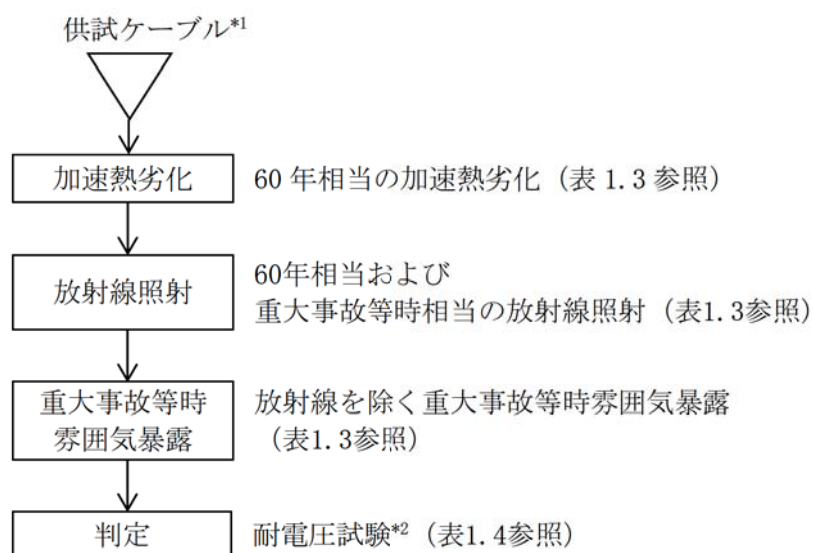 供試ケーブル*1
加速熱劣化
60 年相当の加速熱劣化（表 1.3 参照）
放射線照射
60年相当および
重大事故等時相当の放射線照射（表1.3参照）
重大事故等時
雰囲気暴露
放射線を除く重大事故等時雰囲気暴露
（表1.3参照）
判定
耐電圧試験*2（表1.4参照）